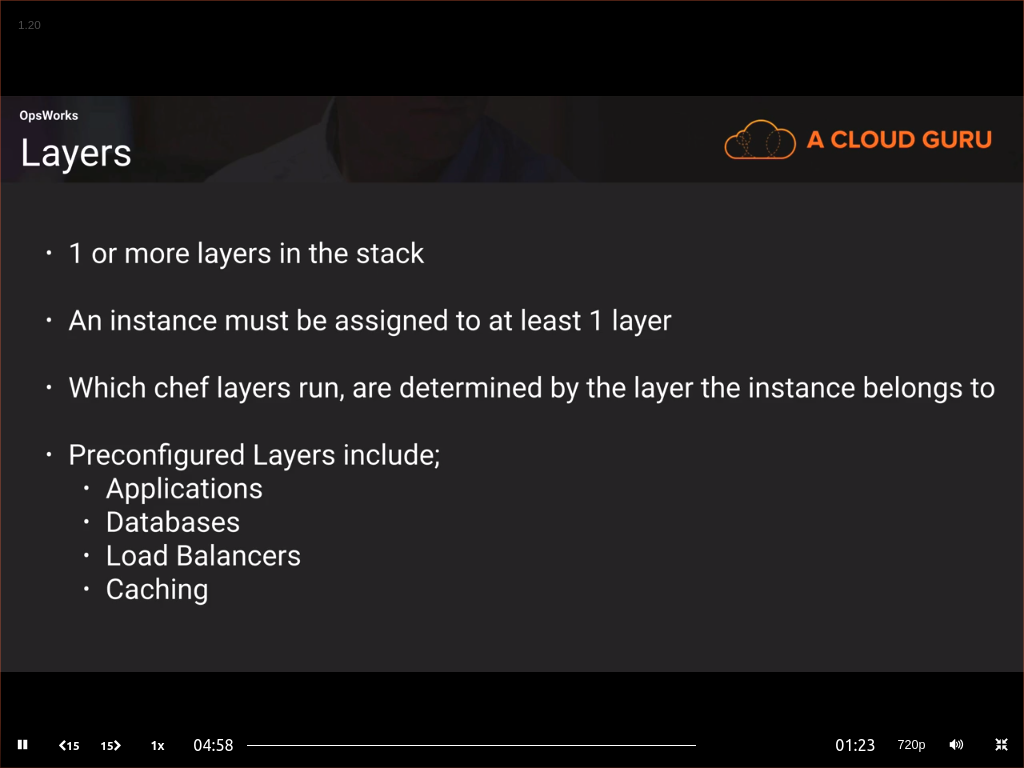 1.20
OpsWorks
Layers
A CLOUD GURU
· 1 or more layers in the stack
· An instance must be assigned to at least 1 layer
· Which chef layers run, are determined by the layer the instance belongs to
· Preconfigured Layers include;
· Applications
· Databases
· Load Balancers
· Caching
15 15 1x 04:58 01:23 720p